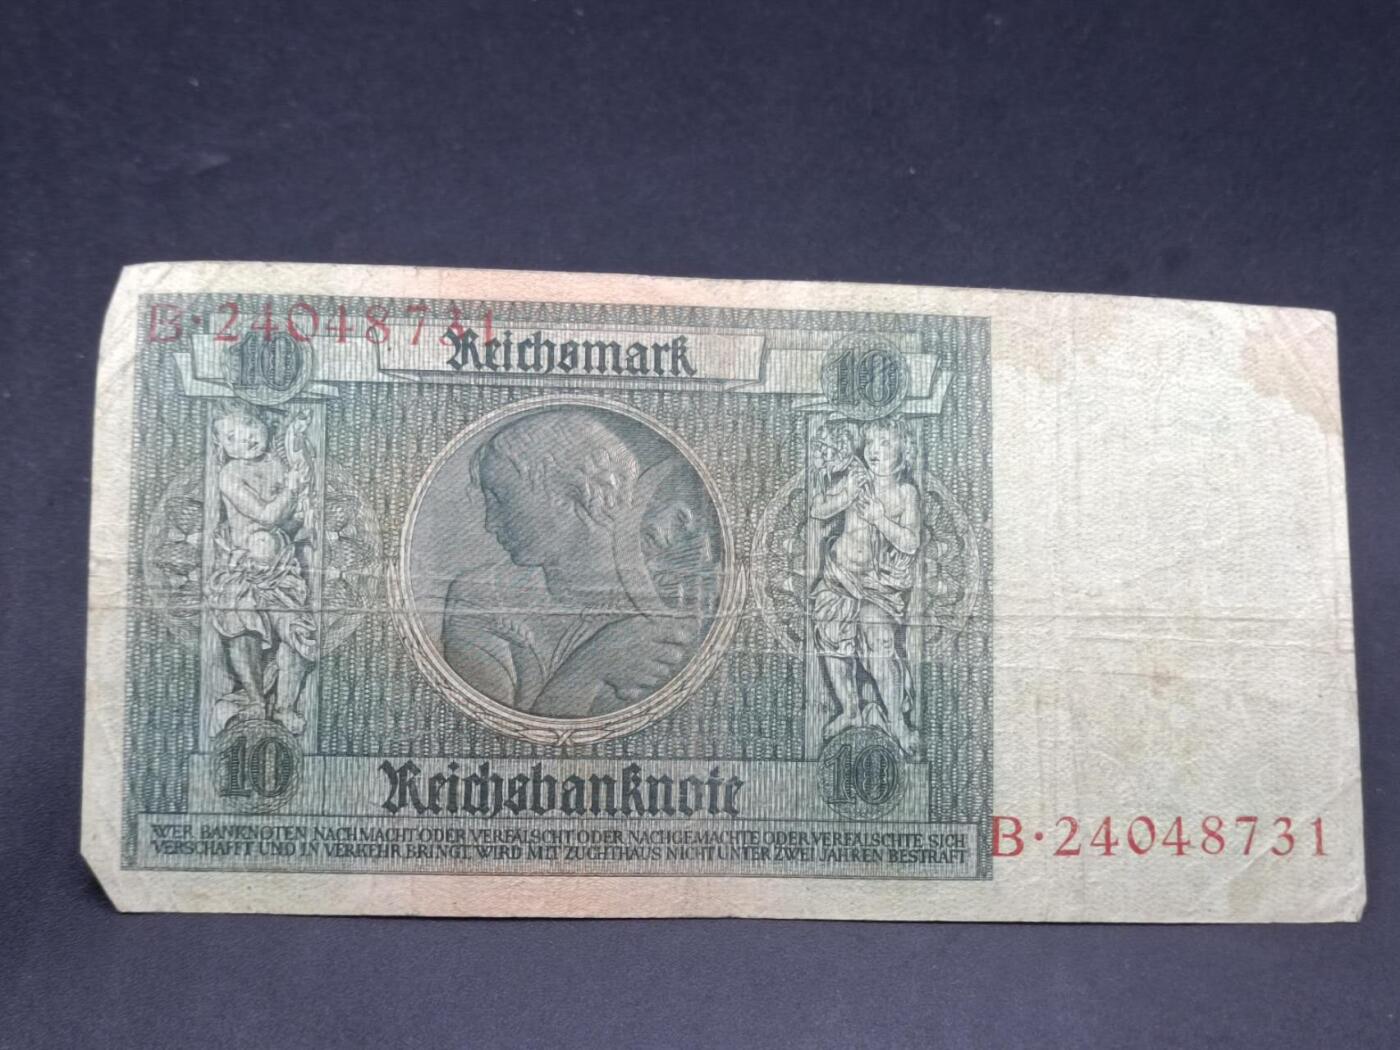 B·24048731
10 Reichsmark 10
10 Reichsbanknote 10
WER BANKNOTEN NACHMACHT ODER VERFÄLSCHT ODER NACHGEMACHTE ODER VERFÄLSCHTE SICH
VERSCHAFFT UND IN VERKEHR BRINGT, WIRD MIT ZUCHTHAUS NICHT UNTER ZWEI JAHREN BESTRAFT
B·24048731